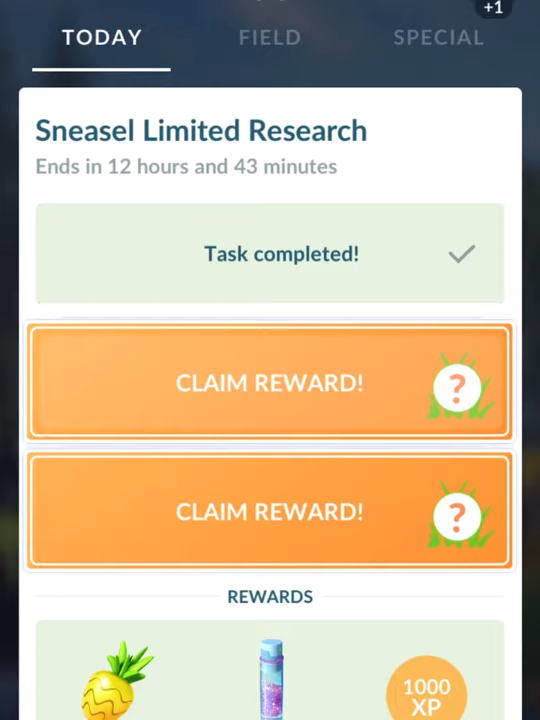 +1
TODAY
FIELD
SPECIAL
Sneasel Limited Research
Ends in 12 hours and 43 minutes
Task completed!
CLAIM REWARD!
?
CLAIM REWARD!
?
REWARDS
1000
XP